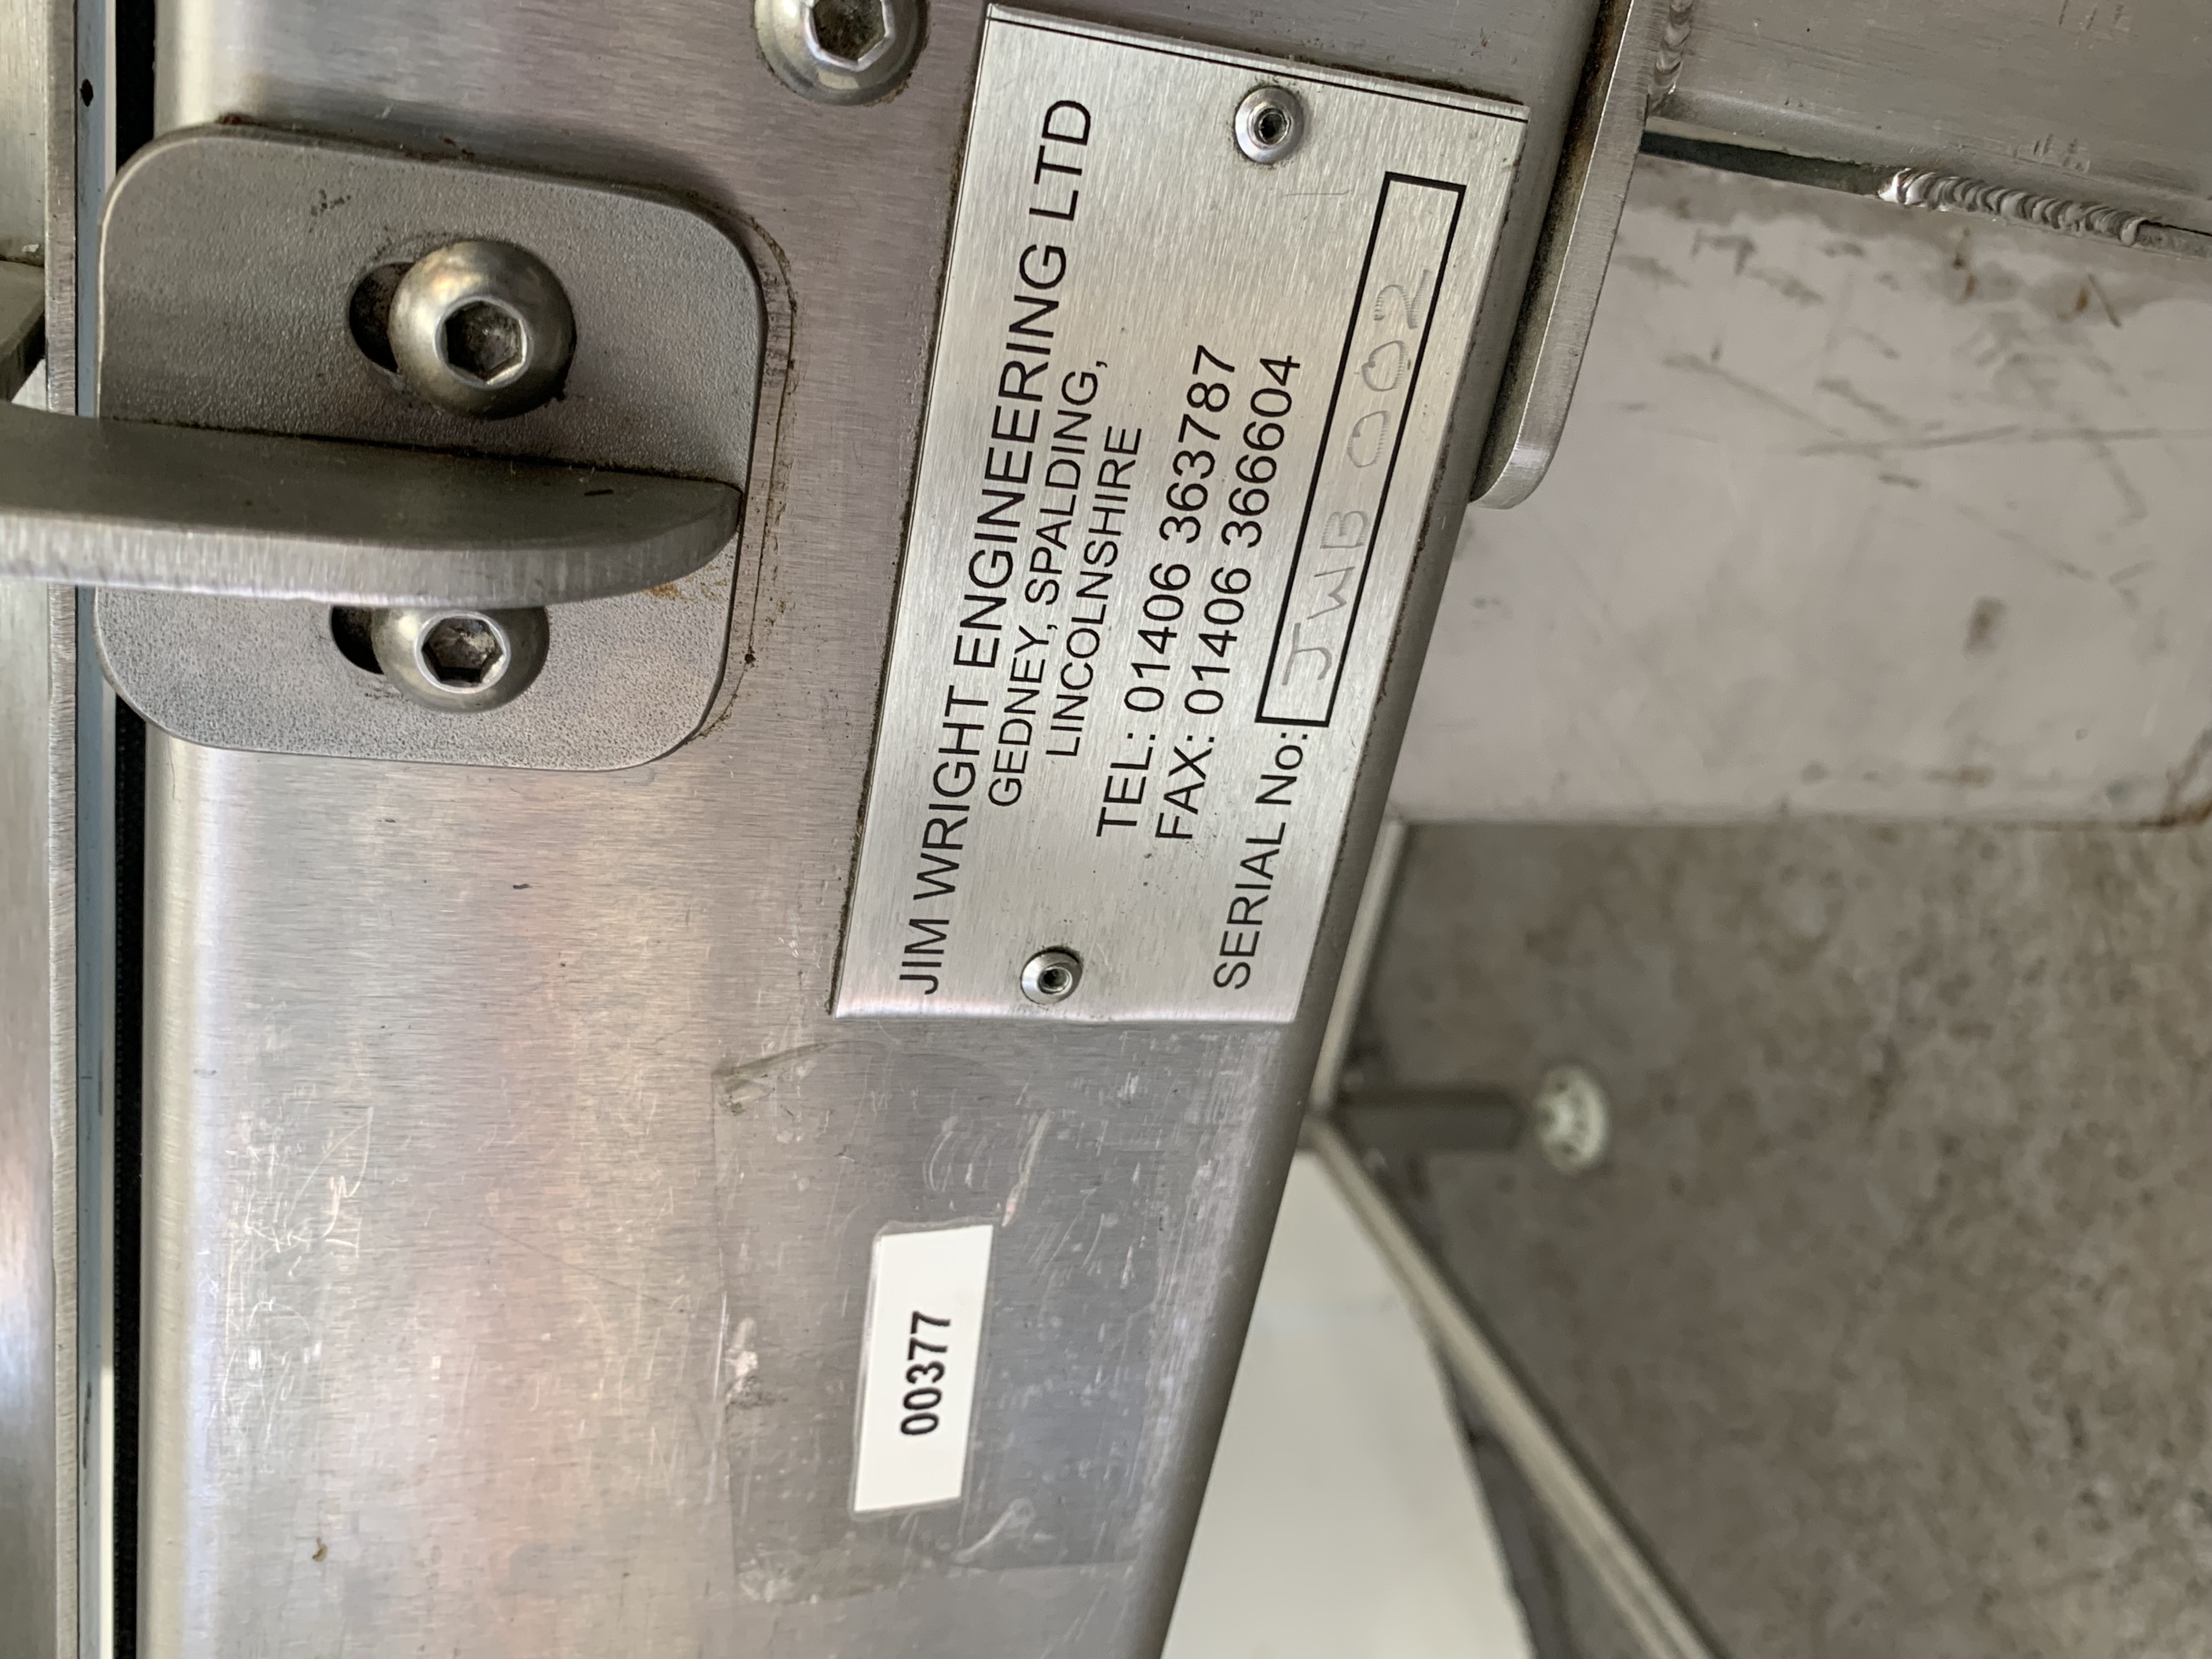 JIM WRIGHT ENGINEERING LTD
GEDNEY, SPALDING,
LINCOLNSHIRE
TEL: 01406 363787
FAX: 01406 366604
SERIAL No: JWB 002
00377